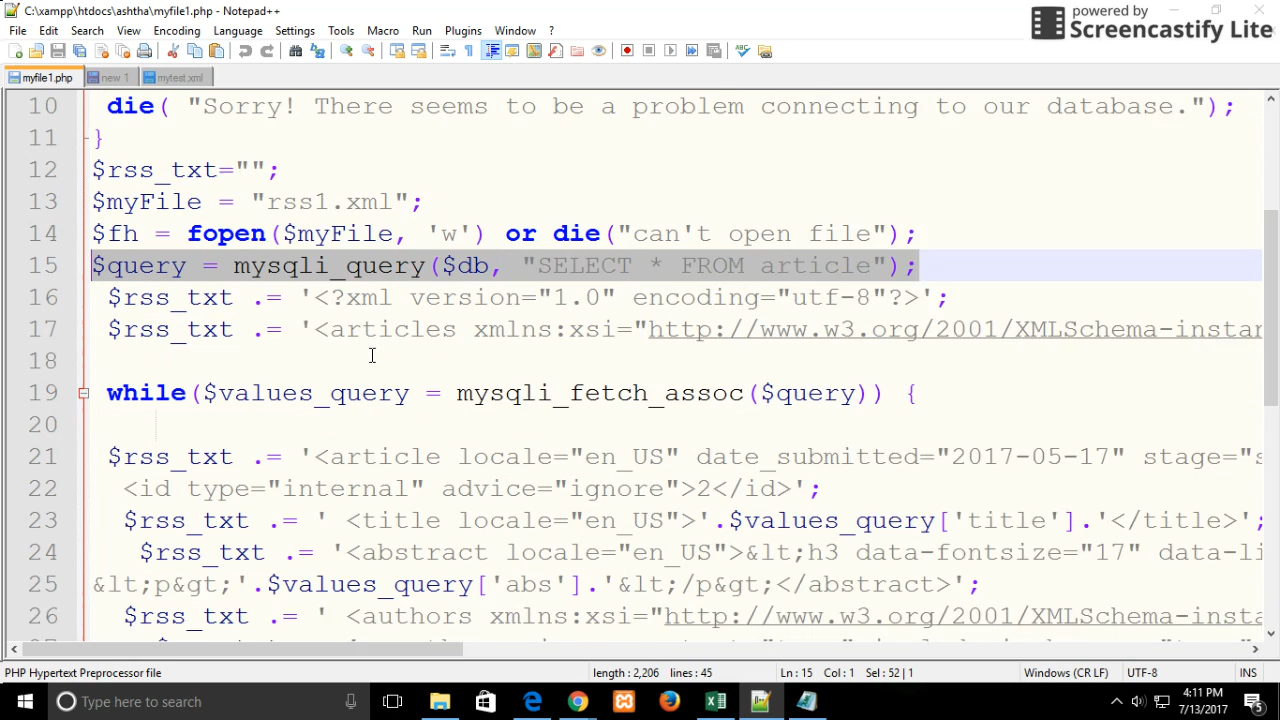 C:\xampp\htdocs\ashtha\myfile1.php - Notepad++
powered by
Screencastify Lite
File Edit Search View Encoding Language Settings Tools Macro Run Plugins Window ?
myfile1.php new 1 mytest.xml
10 die( "Sorry! There seems to be a problem connecting to our database.");
11 }
12 $rss_txt="";
13 $myFile = "rss1.xml";
14 $fh = fopen($myFile, 'w') or die("can't open file");
15 $query = mysqli_query($db, "SELECT * FROM article");
16 $rss_txt .= '<?xml version="1.0" encoding="utf-8"?>';
17 $rss_txt .= '<articles xmlns:xsi="http://www.w3.org/2001/XMLSchema-instan
18
19 while($values_query = mysqli_fetch_assoc($query)) {
20
21 $rss_txt .= '<article locale="en_US" date_submitted="2017-05-17" stage="s
22 <id type="internal" advice="ignore">2</id>';
23 $rss_txt .= ' <title locale="en_US">'.$values_query['title'].'</title>';
24 $rss_txt .= '<abstract locale="en_US">&lt;h3 data-fontsize="17" data-li
25 &lt;p&gt;'.$values_query['abs'].'&lt;/p&gt;</abstract>';
26 $rss_txt .= ' <authors xmlns:xsi="http://www.w3.org/2001/XMLSchema-insta
PHP Hypertext Preprocessor file length : 2,206 lines : 45 Ln : 15 Col : 1 Sel : 52 | 1 Windows (CR LF) UTF-8 INS
Type here to search
4:11 PM
7/13/2017
5